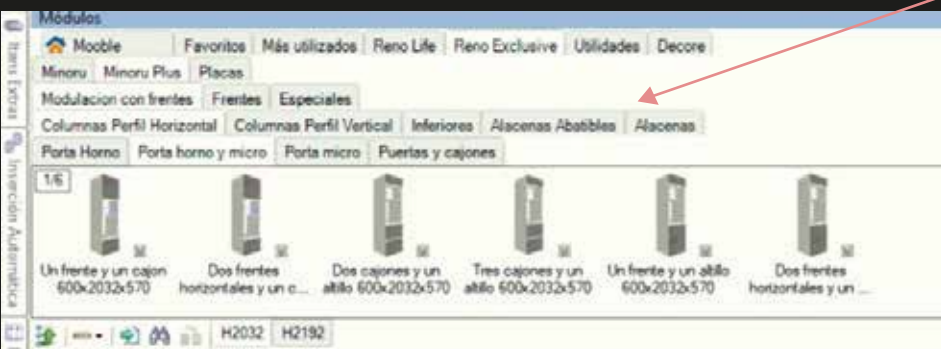 Módulos
Mooble Favoritos Más utilizados Reno Life Reno Exclusive Utilidades Decore
Minoru Minoru Plus Placas
Modulacion con frentes Frentes Especiales
Columnas Perfil Horizontal Columnas Perfil Vertical Inferiores Alacenas Abatibles Alacenas
Porta Horno Porta horno y micro Porta micro Puertas y cajones
1/6
Un frente y un cajon
600x2032x570
Dos frentes
horizontales y un c...
Dos cajones y un
altillo 600x2032x570
Tres cajones y un
altillo 600x2032x570
Un frente y un altillo
600x2032x570
Dos frentes
horizontales y un ...
H2032 H2192
Items Extras
Inserción Automática